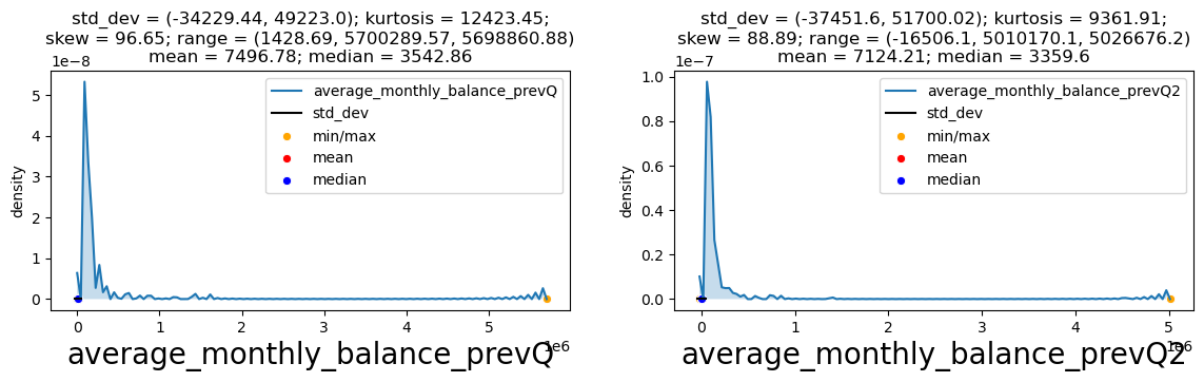 std_dev = (-34229.44, 49223.0); kurtosis = 12423.45;
skew = 96.65; range = (1428.69, 5700289.57, 5698860.88)
mean = 7496.78; median = 3542.86
1e−8
5
4
3
2
1
0
density
average_monthly_balance_prevQ
std_dev
min/max
mean
median
0 1 2 3 4 5
1e6
average_monthly_balance_prevQ
std_dev = (-37451.6, 51700.02); kurtosis = 9361.91;
skew = 88.89; range = (-16506.1, 5010170.1, 5026676.2)
mean = 7124.21; median = 3359.6
1e−7
1.0
0.8
0.6
0.4
0.2
0.0
density
average_monthly_balance_prevQ2
std_dev
min/max
mean
median
0 1 2 3 4 5
1e6
average_monthly_balance_prevQ2